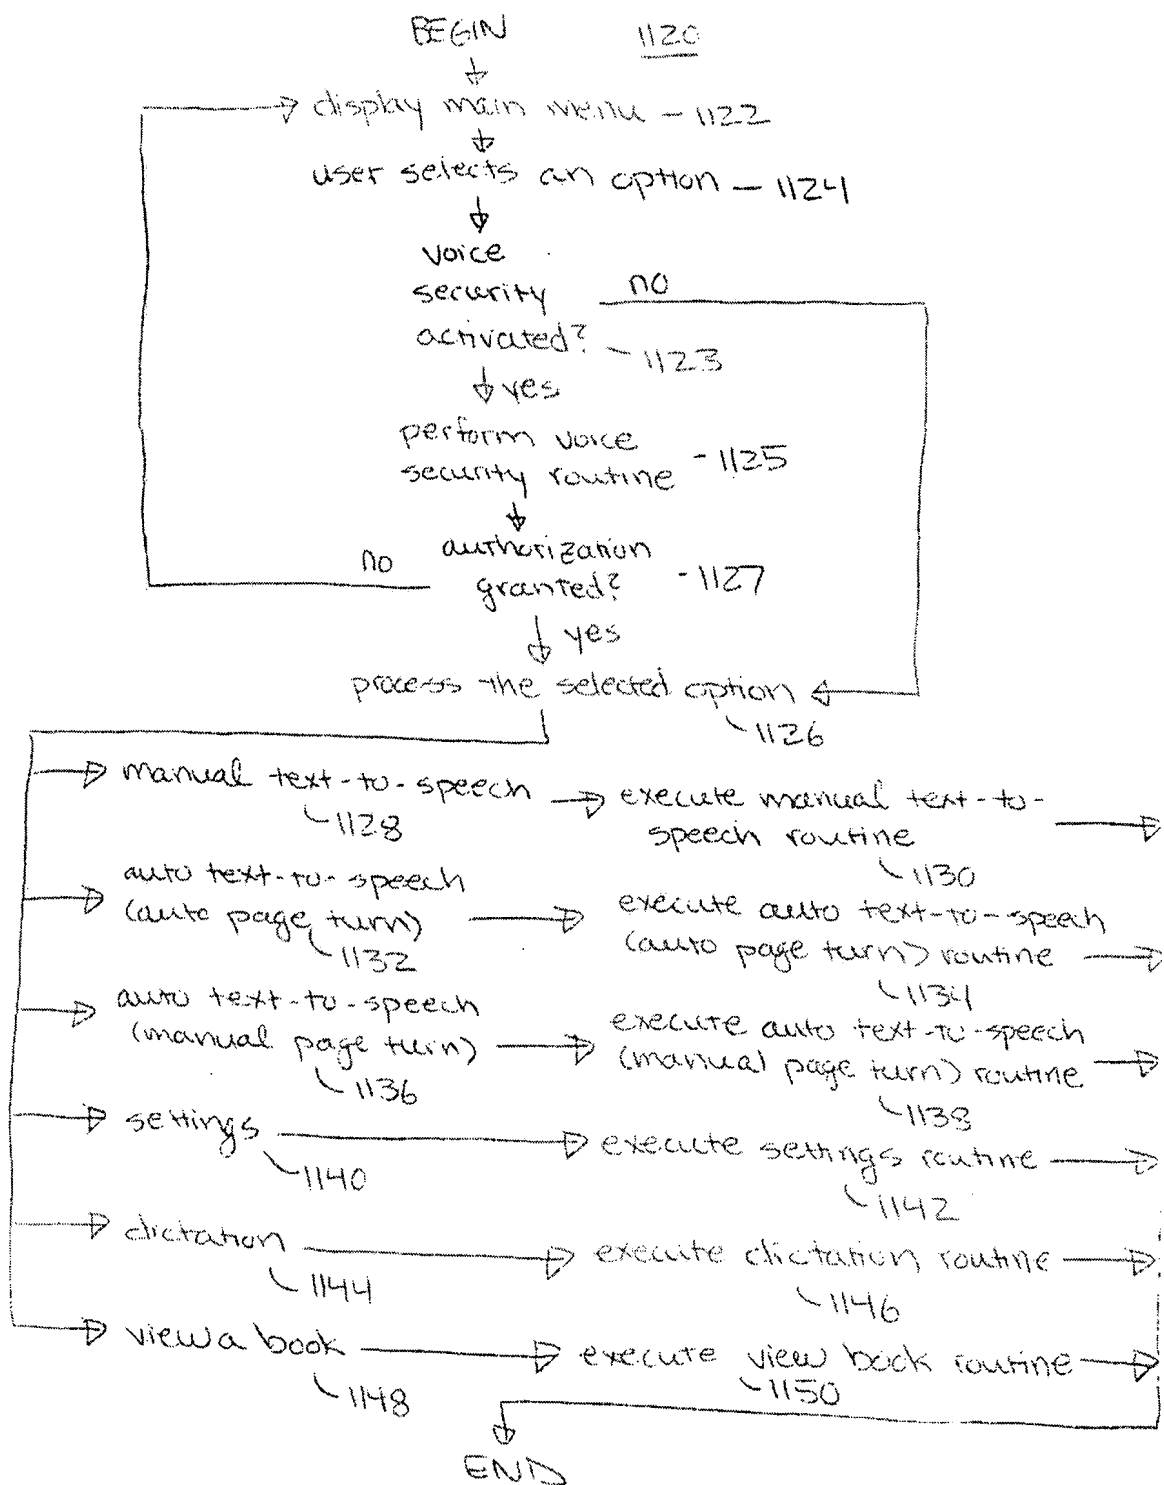 BEGIN 1120
display main menu - 1122
user selects an option - 1124
voice
security no
activated? - 1123
yes
perform voice
security routine - 1125
no authorization
granted? - 1127
yes
process the selected option
1126
manual text-to-speech execute manual text-to-
1128 speech routine
1130
auto text-to-speech
(auto page turn) execute auto text-to-speech
1132 (auto page turn) routine
1134
auto text-to-speech
(manual page turn) execute auto text-to-speech
1136 (manual page turn) routine
1138
settings execute settings routine
1140 1142
dictation execute dictation routine
1144 1146
view a book execute view book routine
1148 1150
END